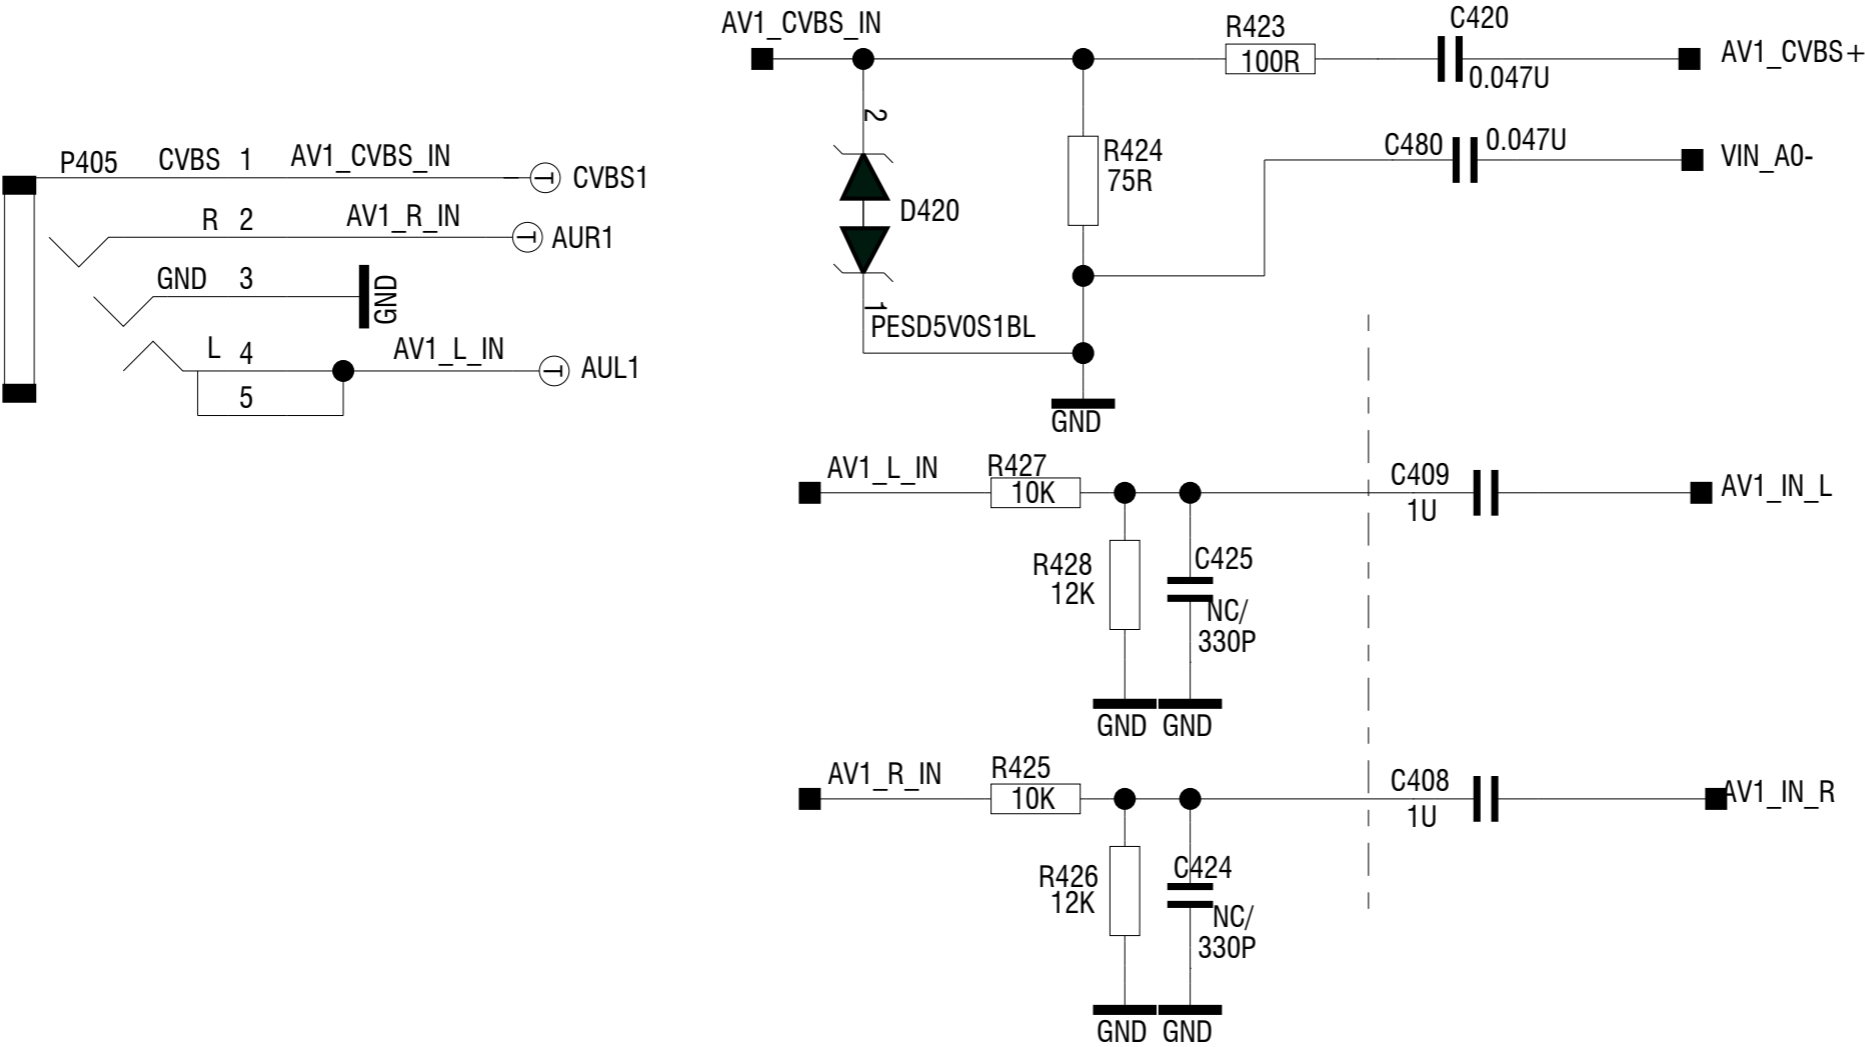 P405 CVBS 1 AV1_CVBS_IN CVBS1
R 2 AV1_R_IN AUR1
GND 3 GND
L 4 AV1_L_IN AUL1
5
AV1_CVBS_IN R423 C420 AV1_CVBS+
100R 0.047U
2
C480 0.047U VIN_A0-
R424
75R
D420
1
PESD5V0S1BL
GND
AV1_L_IN R427 C409 AV1_IN_L
10K 1U
R428 C425
12K NC/
330P
GND GND
AV1_R_IN R425 C408 AV1_IN_R
10K 1U
R426 C424
12K NC/
330P
GND GND